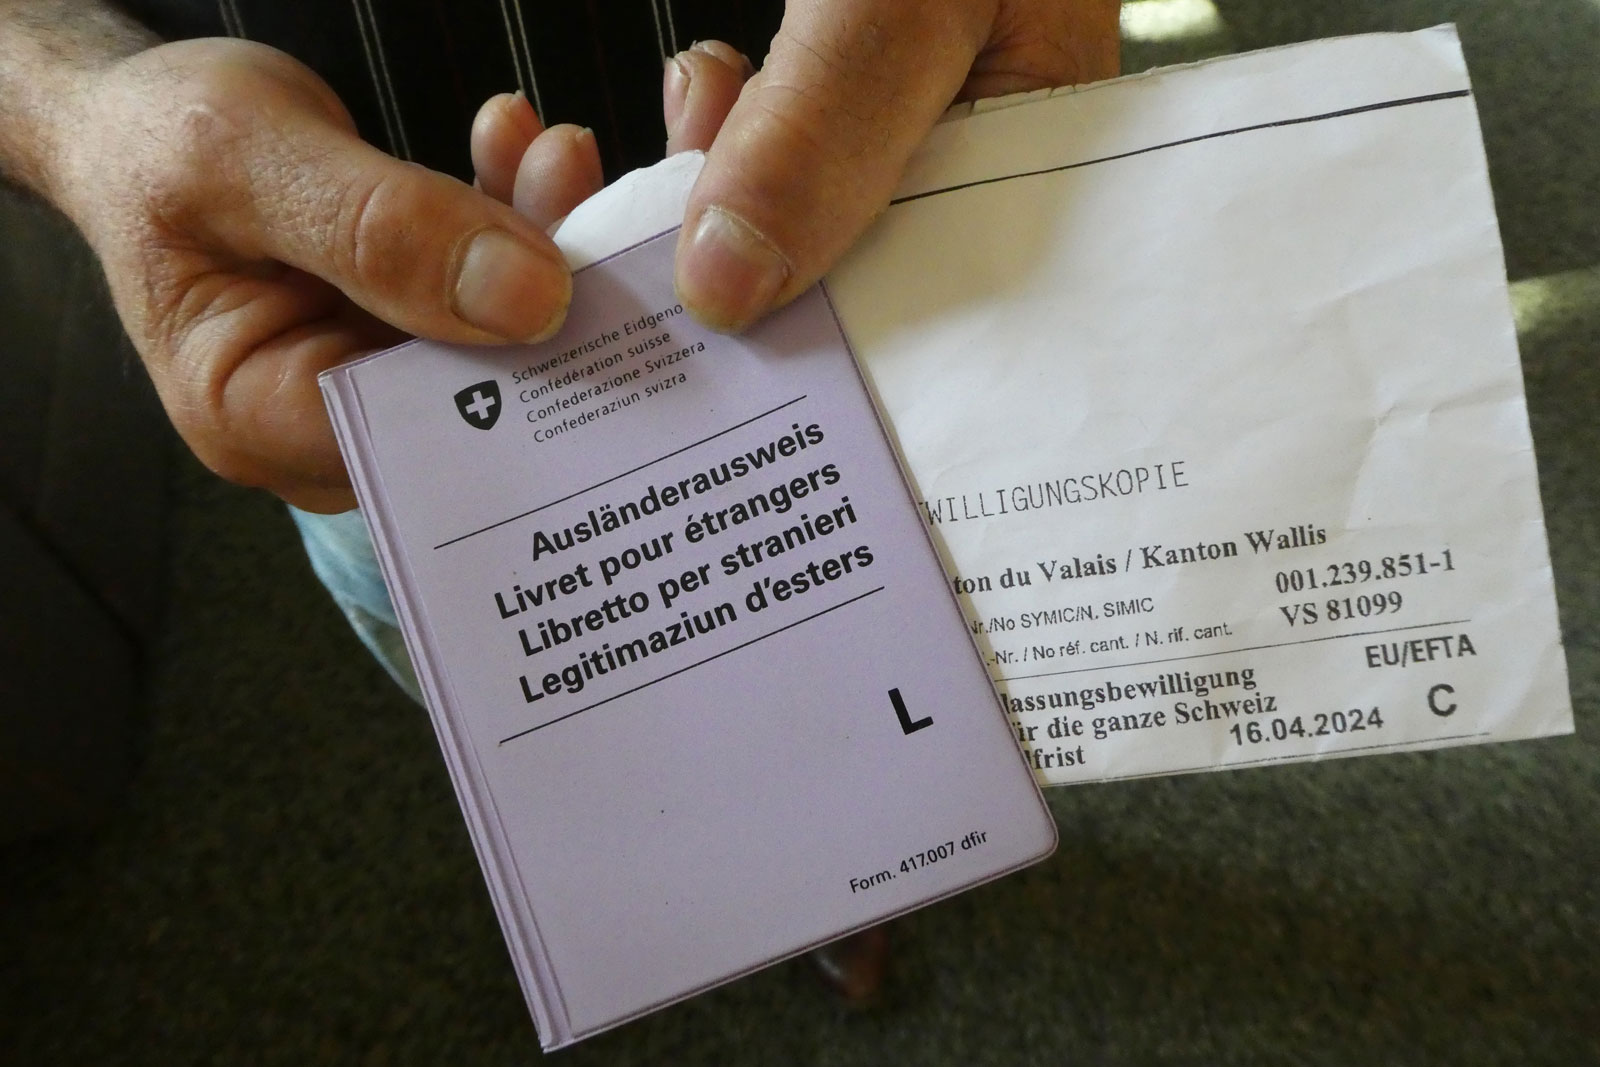 Schweizerische Eidgeno
Confédération suisse
Confederazione Svizzera
Confederaziun svizra
Ausländerausweis
Livret pour étrangers
Libretto per stranieri
Legitimaziun d'esters
L
Form. 417.007 dfir
WILLIGUNGSKOPIE
ton du Valais / Kanton Wallis
Nr./No SYMIC/N. SIMIC 001.239.851-1
.-Nr. / No réf. cant. / N. rif. cant. VS 81099
EU/EFTA
lassungsbewilligung
ür die ganze Schweiz C
lfrist 16.04.2024